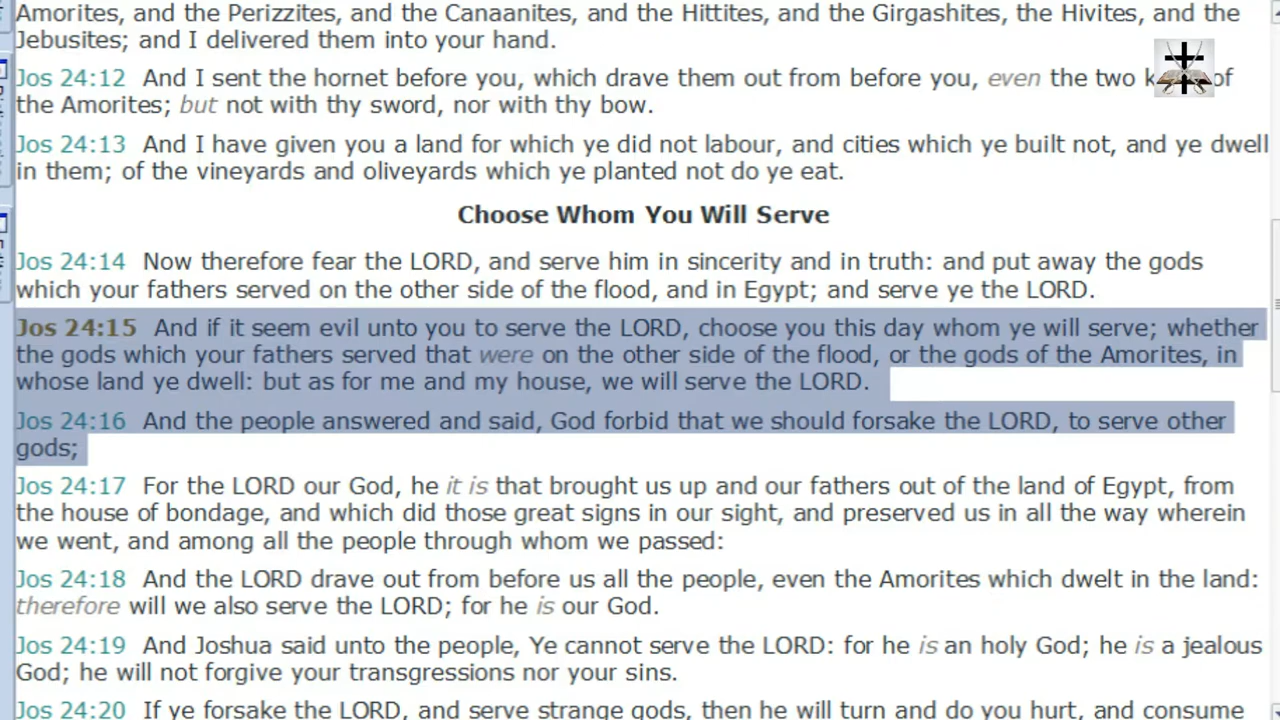 Amorites, and the Perizzites, and the Canaanites, and the Hittites, and the Girgashites, the Hivites, and the
Jebusites; and I delivered them into your hand.
Jos 24:12 And I sent the hornet before you, which drave them out from before you, even the two of
the Amorites; but not with thy sword, nor with thy bow.
Jos 24:13 And I have given you a land for which ye did not labour, and cities which ye built not, and ye dwell
in them; of the vineyards and oliveyards which ye planted not do ye eat.
Choose Whom You Will Serve
Jos 24:14 Now therefore fear the LORD, and serve him in sincerity and in truth: and put away the gods
which your fathers served on the other side of the flood, and in Egypt; and serve ye the LORD.
Jos 24:15 And if it seem evil unto you to serve the LORD, choose you this day whom ye will serve; whether
the gods which your fathers served that were on the other side of the flood, or the gods of the Amorites, in
whose land ye dwell: but as for me and my house, we will serve the LORD.
Jos 24:16 And the people answered and said, God forbid that we should forsake the LORD, to serve other
gods;
Jos 24:17 For the LORD our God, he it is that brought us up and our fathers out of the land of Egypt, from
the house of bondage, and which did those great signs in our sight, and preserved us in all the way wherein
we went, and among all the people through whom we passed:
Jos 24:18 And the LORD drave out from before us all the people, even the Amorites which dwelt in the land:
therefore will we also serve the LORD; for he is our God.
Jos 24:19 And Joshua said unto the people, Ye cannot serve the LORD: for he is an holy God; he is a jealous
God; he will not forgive your transgressions nor your sins.
Jos 24:20 If ye forsake the LORD, and serve strange gods, then he will turn and do you hurt, and consume